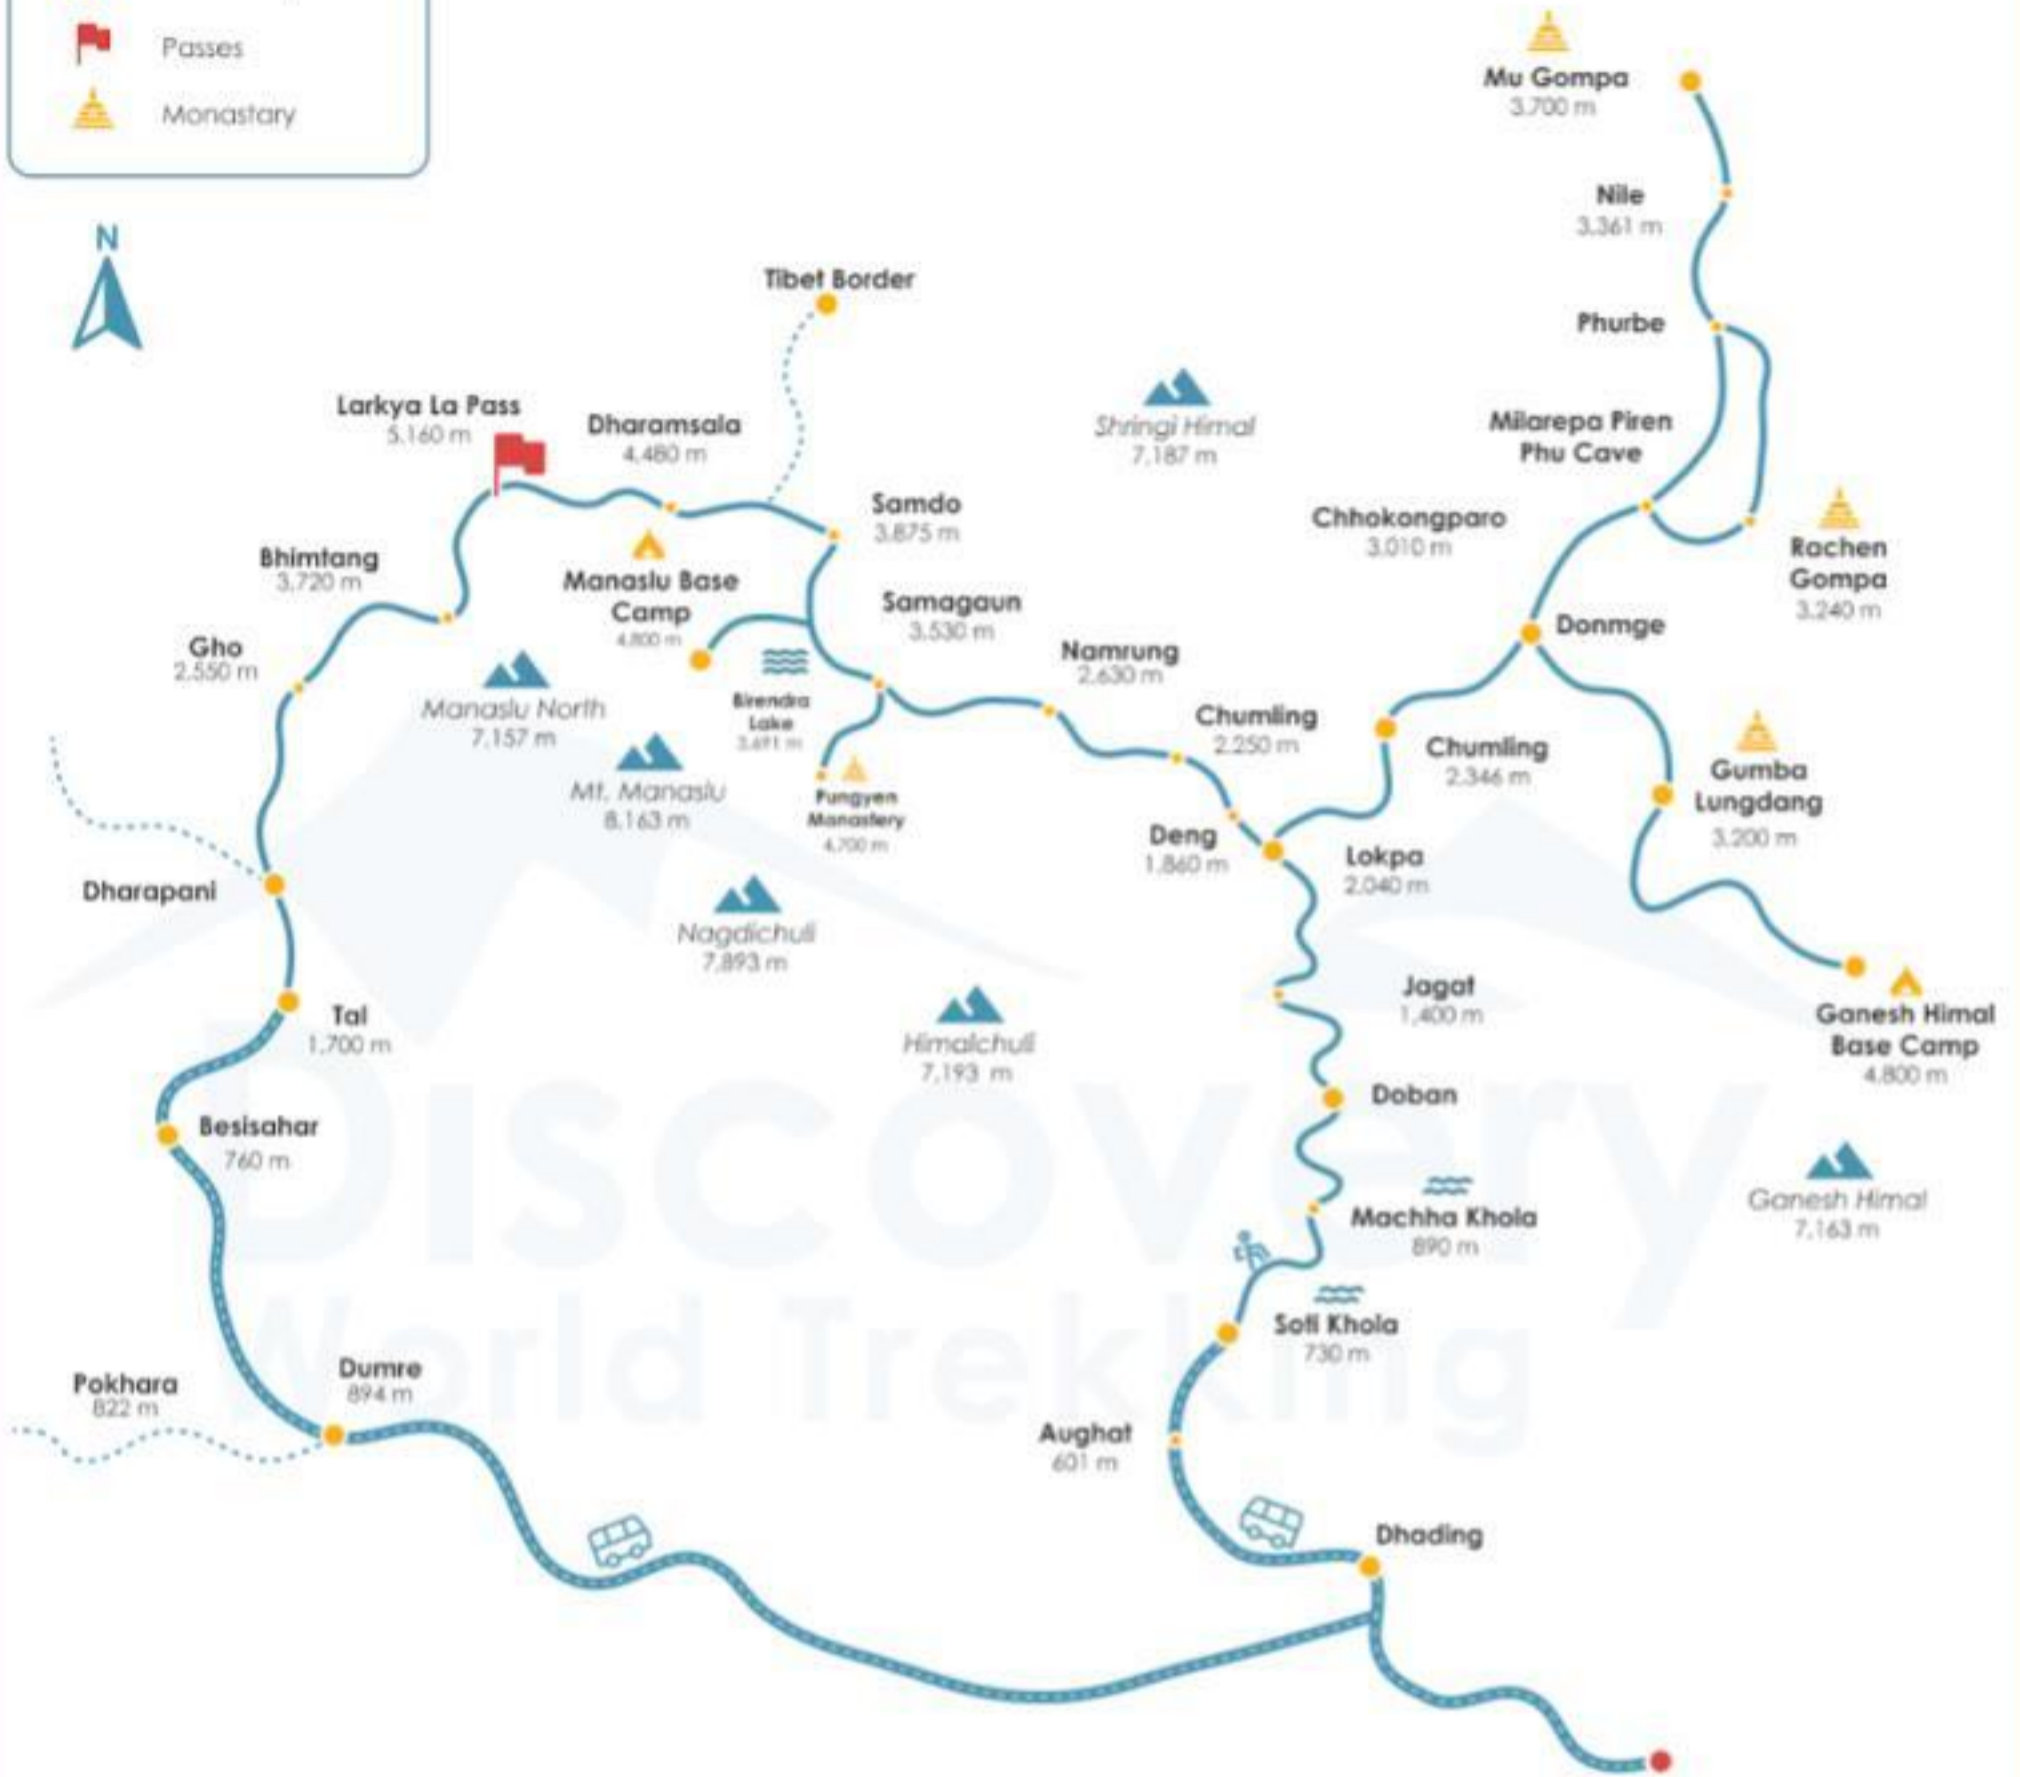 Passes
Monastary
N
Mu Gompa
3,700 m
Nile
3,361 m
Tibet Border
Phurbe
Larkya La Pass
5,160 m
Dharamsala
4,480 m
Shringi Himal
7,187 m
Milarepa Piren
Phu Cave
Samdo
3,875 m
Chhokongparo
3,010 m
Rachen
Gompa
3,240 m
Bhimtang
3,720 m
Manaslu Base
Camp
4,800 m
Samagaun
3,530 m
Donmge
Gho
2,550 m
Namrung
2,630 m
Manaslu North
7,157 m
Birendra
Lake
3,691 m
Chumling
2,250 m
Chumling
2,346 m
Gumba
Lungdang
3,200 m
Mt. Manaslu
8,163 m
Pungyen
Monastery
4,700 m
Deng
1,860 m
Lokpa
2,040 m
Dharapani
Nagdichuli
7,893 m
Jagat
1,400 m
Ganesh Himal
Base Camp
4,800 m
Tal
1,700 m
Himalchuli
7,193 m
Doban
Besisahar
760 m
Discovery
World Trekking
Machha Khola
890 m
Ganesh Himal
7,163 m
Soti Khola
730 m
Pokhara
822 m
Dumre
894 m
Aughat
601 m
Dhading